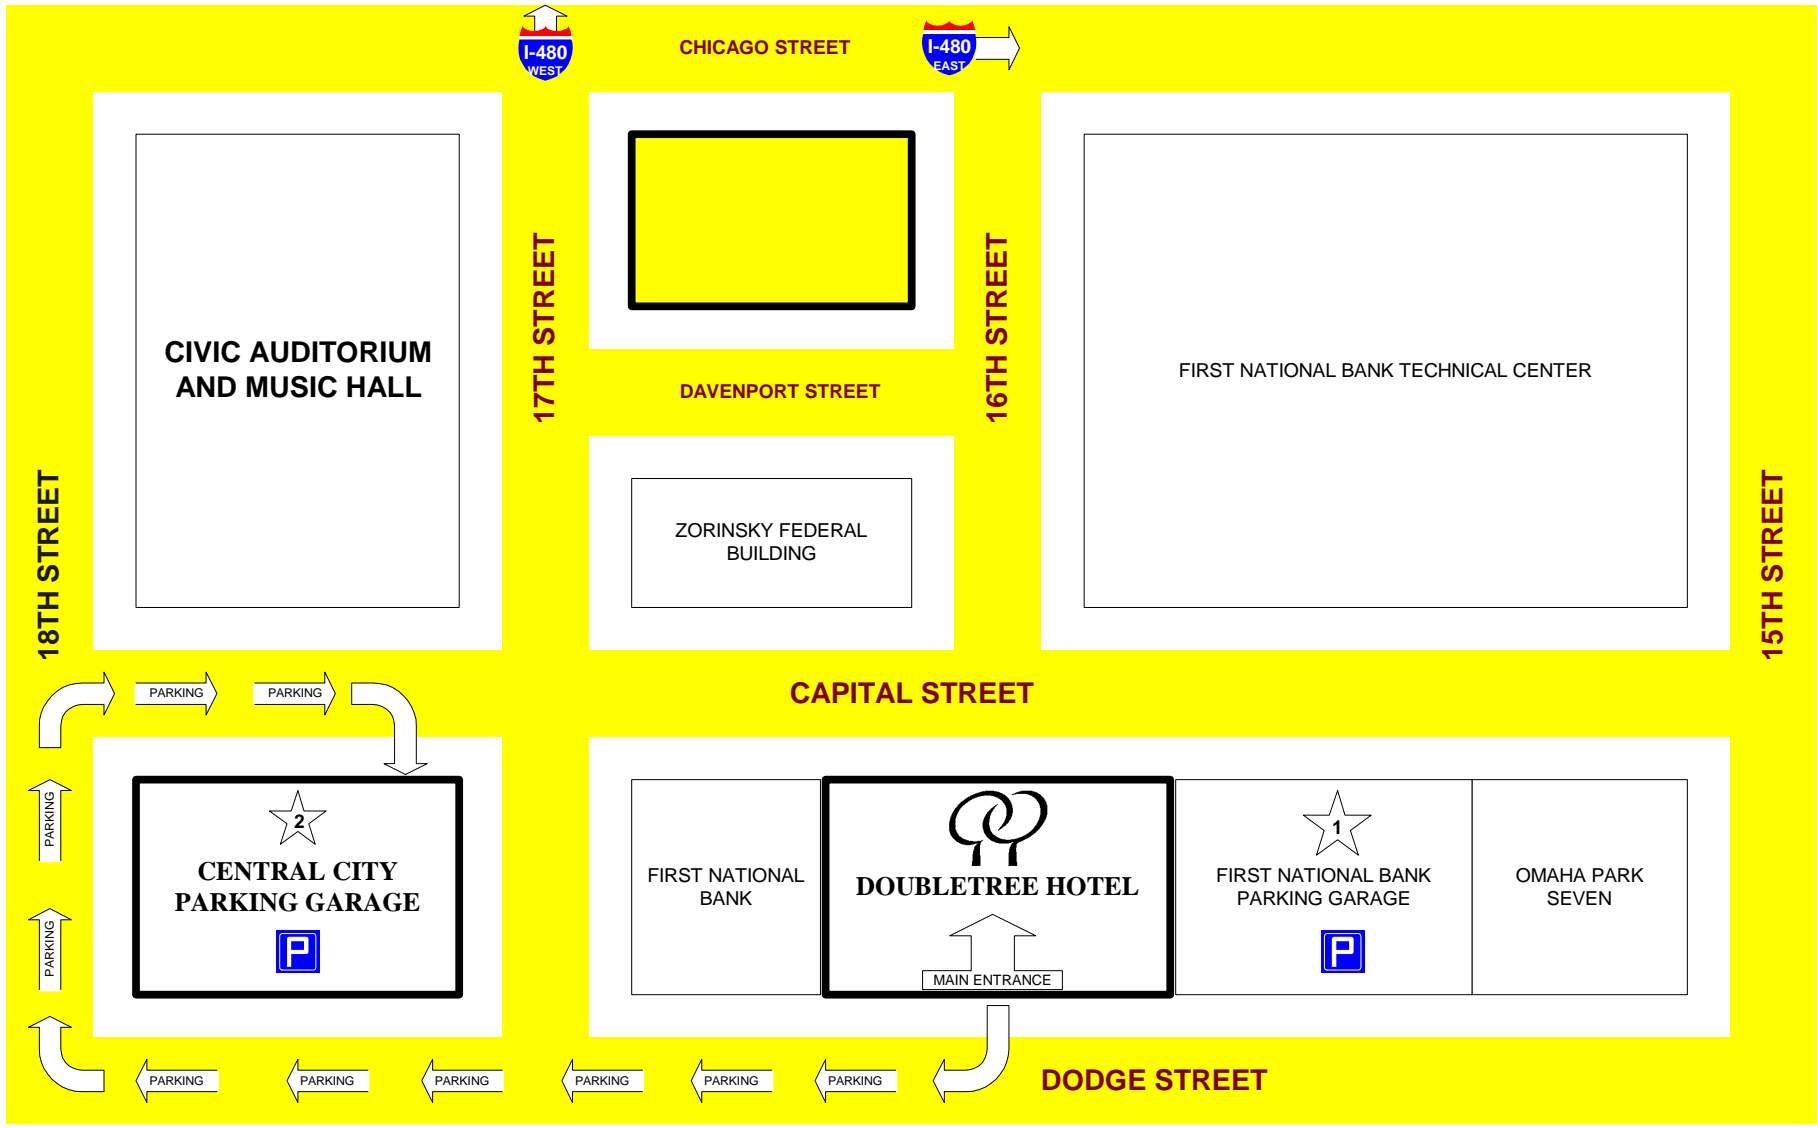 I-480
WEST
CHICAGO STREET
I-480
EAST
CIVIC AUDITORIUM
AND MUSIC HALL
17TH STREET
DAVENPORT STREET
16TH STREET
FIRST NATIONAL BANK TECHNICAL CENTER
18TH STREET
ZORINSKY FEDERAL
BUILDING
15TH STREET
PARKING
PARKING
CAPITAL STREET
PARKING
PARKING
2
CENTRAL CITY
PARKING GARAGE
P
FIRST NATIONAL
BANK
DOUBLETREE HOTEL
MAIN ENTRANCE
1
FIRST NATIONAL BANK
PARKING GARAGE
P
OMAHA PARK
SEVEN
PARKING
PARKING
PARKING
PARKING
PARKING
PARKING
DODGE STREET